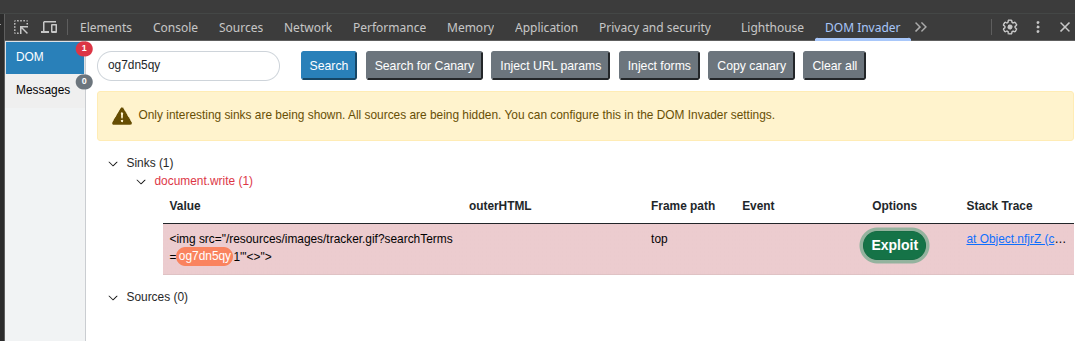 Elements Console Sources Network Performance Memory Application Privacy and security Lighthouse DOM Invader
DOM 1
Messages 0
og7dn5qy Search Search for Canary Inject URL params Inject forms Copy canary Clear all
Only interesting sinks are being shown. All sources are being hidden. You can configure this in the DOM Invader settings.
Sinks (1)
document.write (1)
Value outerHTML Frame path Event Options Stack Trace
<img src="/resources/images/tracker.gif?searchTerms top Exploit at Object.nfjrZ (c…
=og7dn5qy1'"<>">
Sources (0)